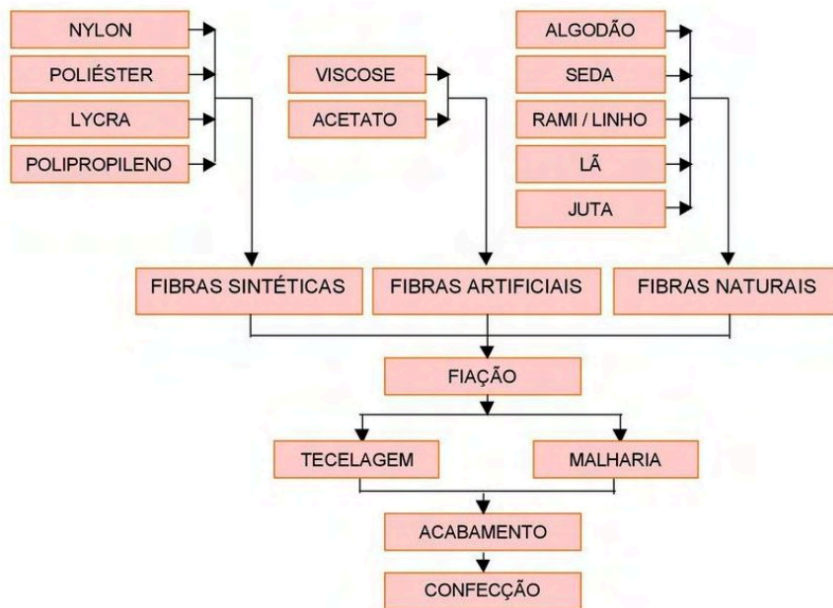 NYLON
POLIÉSTER
LYCRA
POLIPROPILENO
VISCOSE
ACETATO
ALGODÃO
SEDA
RAMI / LINHO
LÃ
JUTA
FIBRAS SINTÉTICAS
FIBRAS ARTIFICIAIS
FIBRAS NATURAIS
FIAÇÃO
TECELAGEM
MALHARIA
ACABAMENTO
CONFECÇÃO